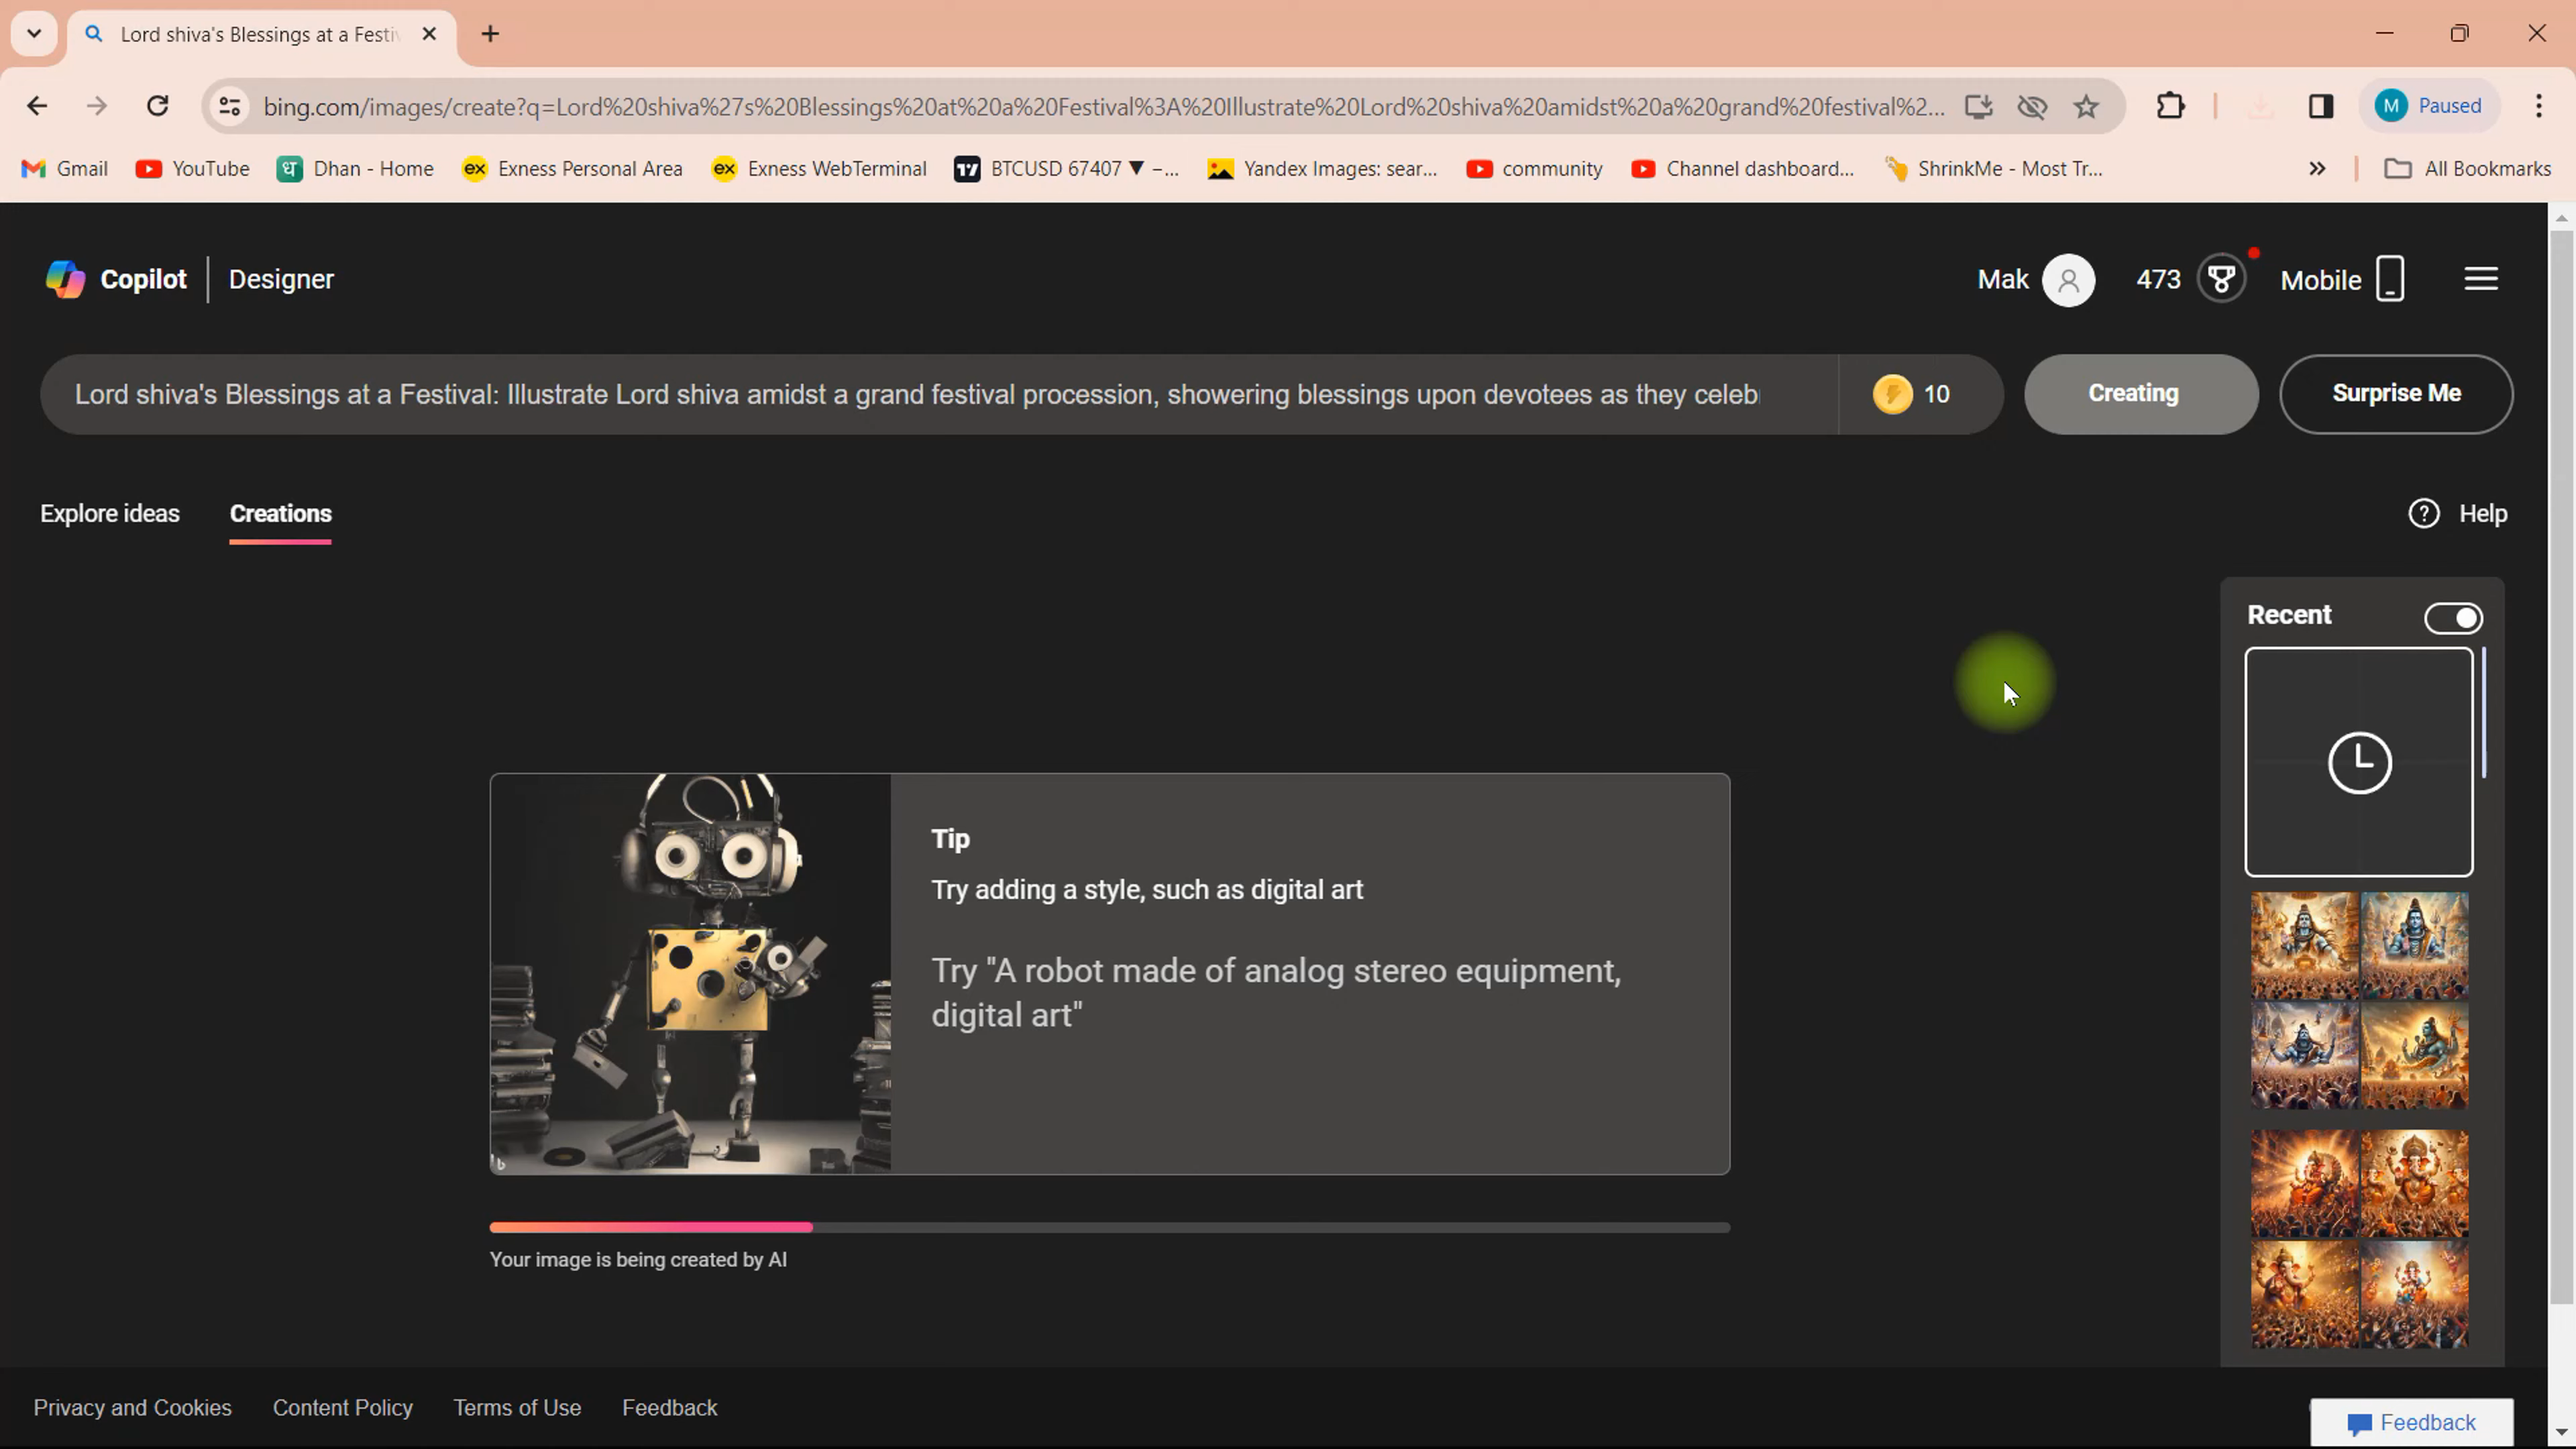 Lord shiva's Blessings at a Festiv
bing.com/images/create?q=Lord%20shiva%27s%20Blessings%20at%20a%20Festival%3A%20Illustrate%20Lord%20shiva%20amidst%20a%20grand%20festival%2...
M Paused
Gmail
YouTube
Dhan - Home
Exness Personal Area
Exness WebTerminal
BTCUSD 67407 ▼ –...
Yandex Images: sear...
community
Channel dashboard...
ShrinkMe - Most Tr...
All Bookmarks
Copilot | Designer
Mak
473
Mobile
Lord shiva's Blessings at a Festival: Illustrate Lord shiva amidst a grand festival procession, showering blessings upon devotees as they celeb
10
Creating
Surprise Me
Explore ideas
Creations
Help
Recent
Tip
Try adding a style, such as digital art
Try "A robot made of analog stereo equipment,
digital art"
Your image is being created by AI
Privacy and Cookies
Content Policy
Terms of Use
Feedback
Feedback